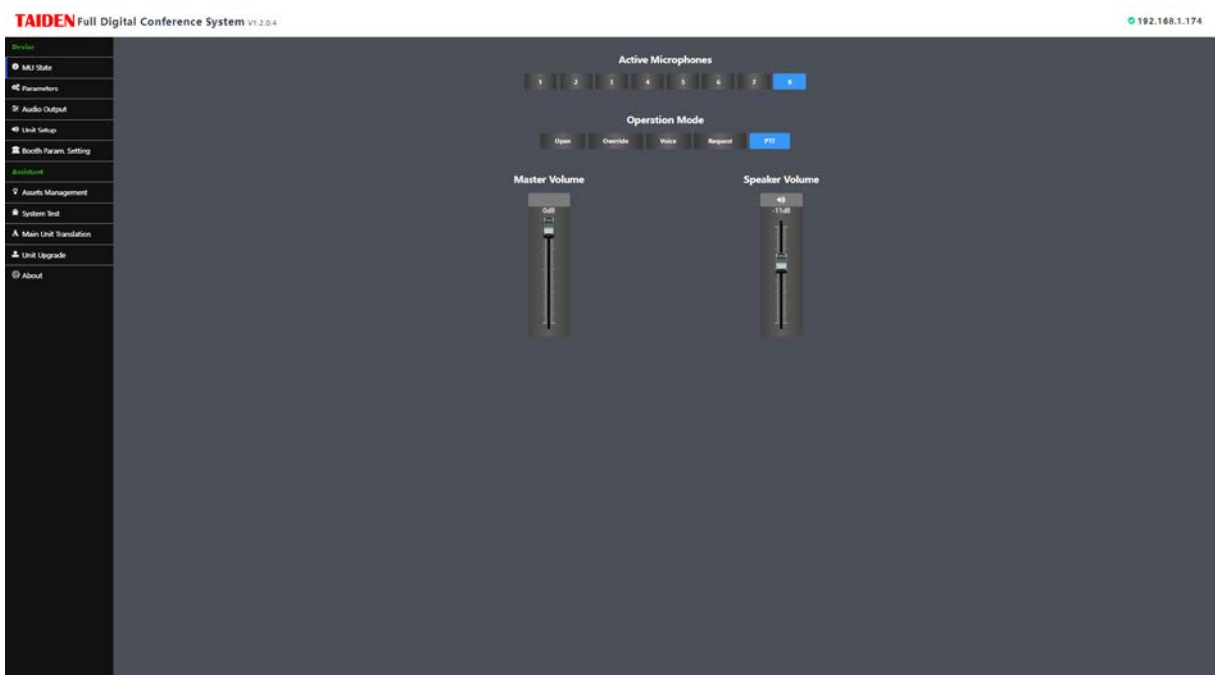 TAIDEN Full Digital Conference System V1.2.0.4
192.168.1.174
Device
MU State
Parameters
Audio Output
Unit Setup
Booth Param. Setting
Assistant
Assets Management
System Test
Main Unit Translation
Unit Upgrade
About
Active Microphones
1 2 3 4 5 6 7 8
Operation Mode
Open Override Voice Request PTT
Master Volume Speaker Volume
0dB -11dB